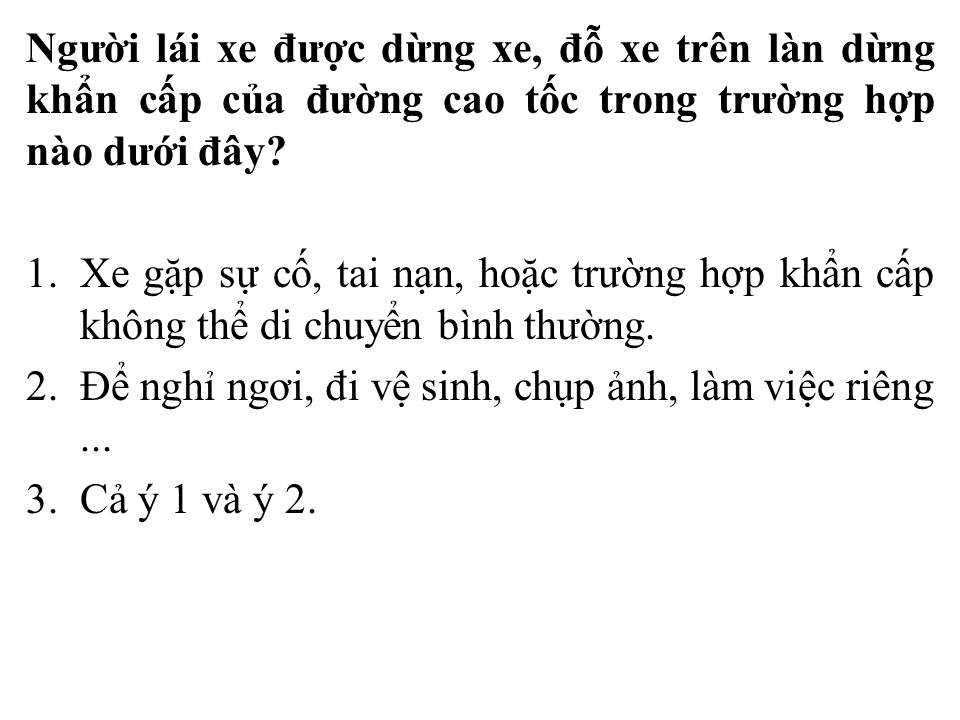 Người lái xe được dừng xe, đỗ xe trên làn dừng
khẩn cấp của đường cao tốc trong trường hợp
nào dưới đây?
1. Xe gặp sự cố, tai nạn, hoặc trường hợp khẩn cấp
không thể di chuyển bình thường.
2. Để nghỉ ngơi, đi vệ sinh, chụp ảnh, làm việc riêng
...
3. Cả ý 1 và ý 2.